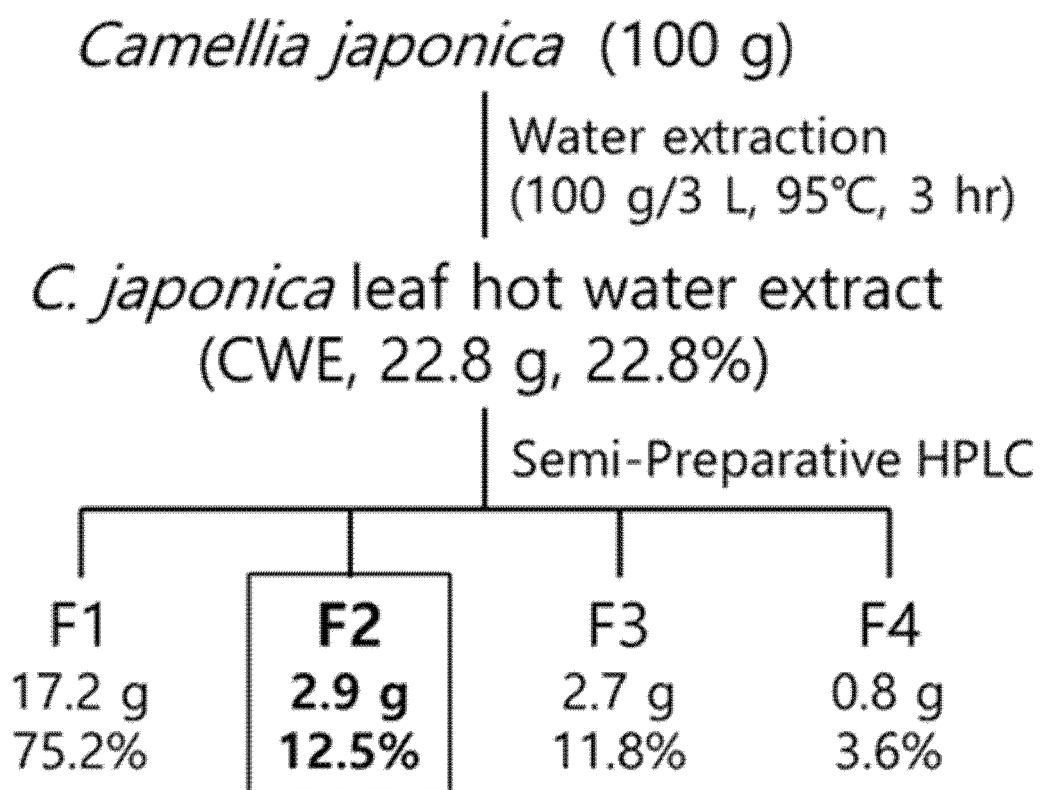 Camellia japonica (100 g)
Water extraction
(100 g/3 L, 95℃, 3 hr)
C. japonica leaf hot water extract
(CWE, 22.8 g, 22.8%)
Semi-Preparative HPLC
F1 F2 F3 F4
17.2 g 2.9 g 2.7 g 0.8 g
75.2% 12.5% 11.8% 3.6%